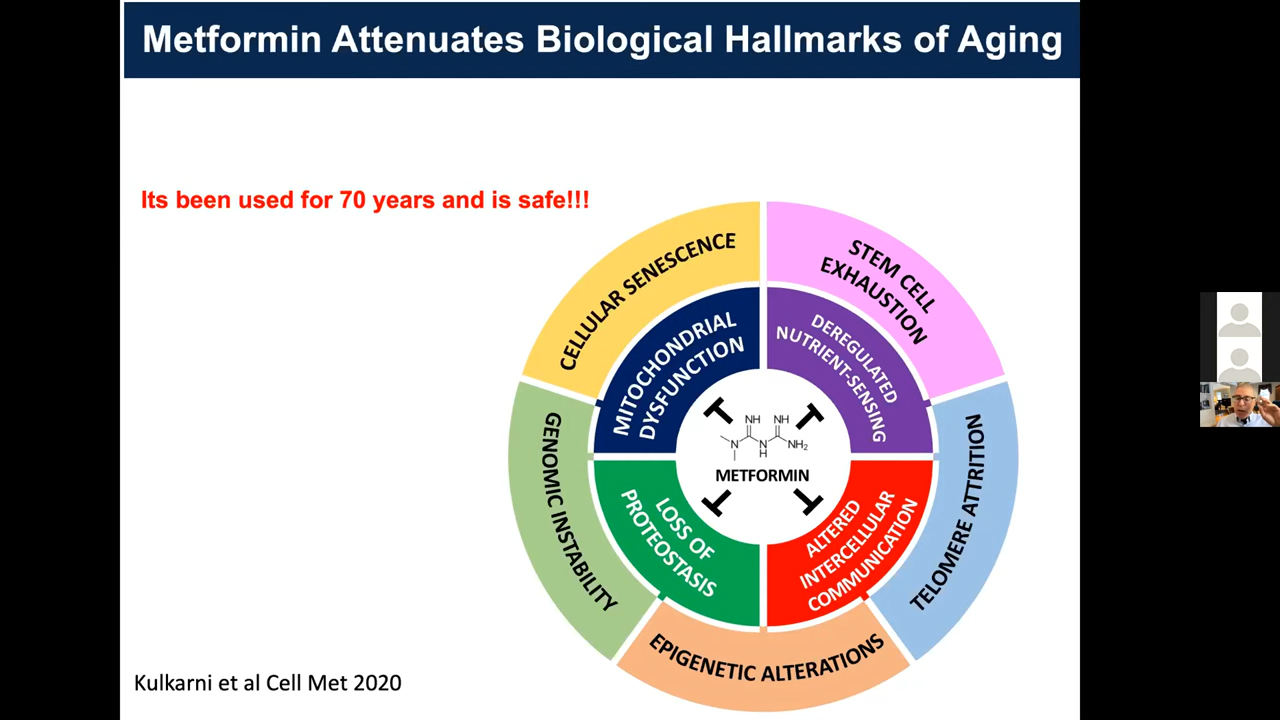 Metformin Attenuates Biological Hallmarks of Aging
Its been used for 70 years and is safe!!!
CELLULAR SENESCENCE
STEM CELL
EXHAUSTION
MITOCHONDRIAL
DYSFUNCTION
DEREGULATED
NUTRIENT-SENSING
GENOMIC INSTABILITY
NH
NH
N
N
H
NH₂
METFORMIN
TELOMERE ATTRITION
LOSS OF
PROTEOSTASIS
ALTERED
INTERCELLULAR
COMMUNICATION
EPIGENETIC ALTERATIONS
Kulkarni et al Cell Met 2020